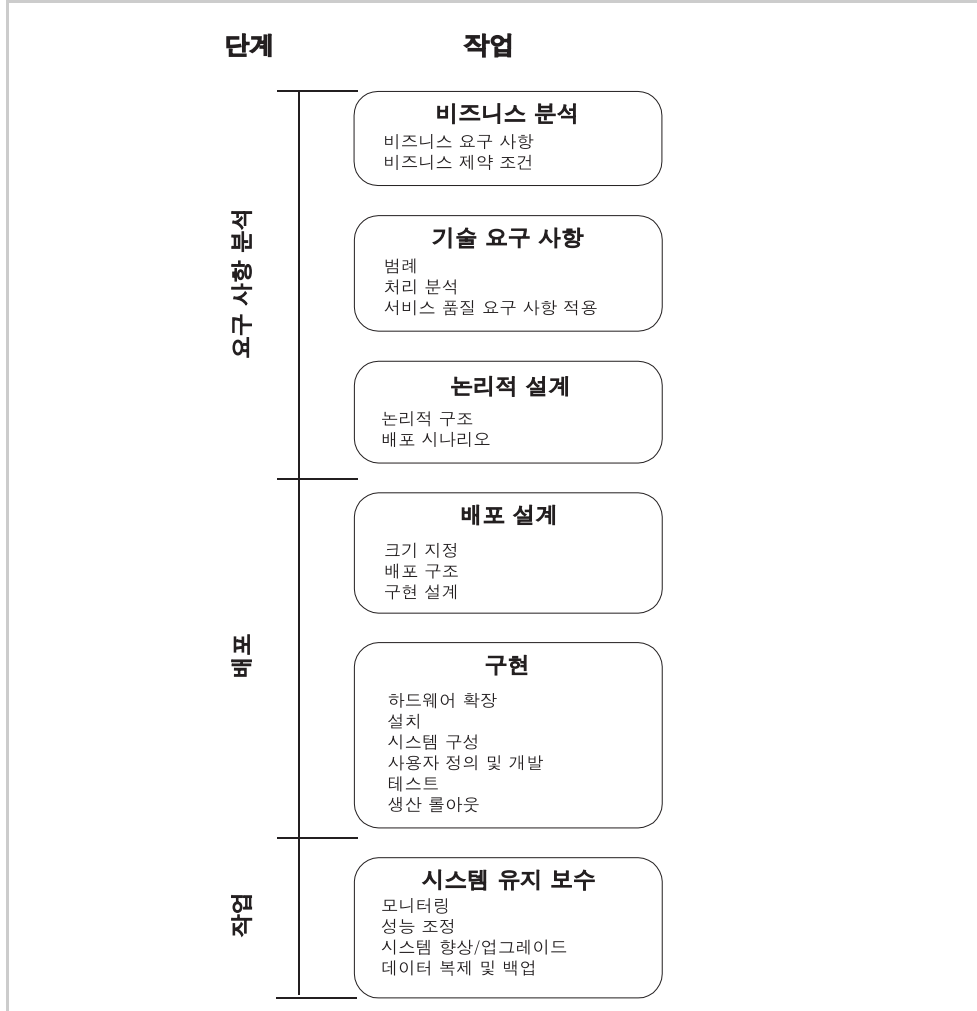 단계
작업
요구 사항 분석
비즈니스 분석
비즈니스 요구 사항
비즈니스 제약 조건
기술 요구 사항
범례
처리 분석
서비스 품질 요구 사항 적용
논리적 설계
논리적 구조
배포 시나리오
배포
배포 설계
크기 지정
배포 구조
구현 설계
구현
하드웨어 확장
설치
시스템 구성
사용자 정의 및 개발
테스트
생산 롤아웃
작업
시스템 유지 보수
모니터링
성능 조정
시스템 향상/업그레이드
데이터 복제 및 백업